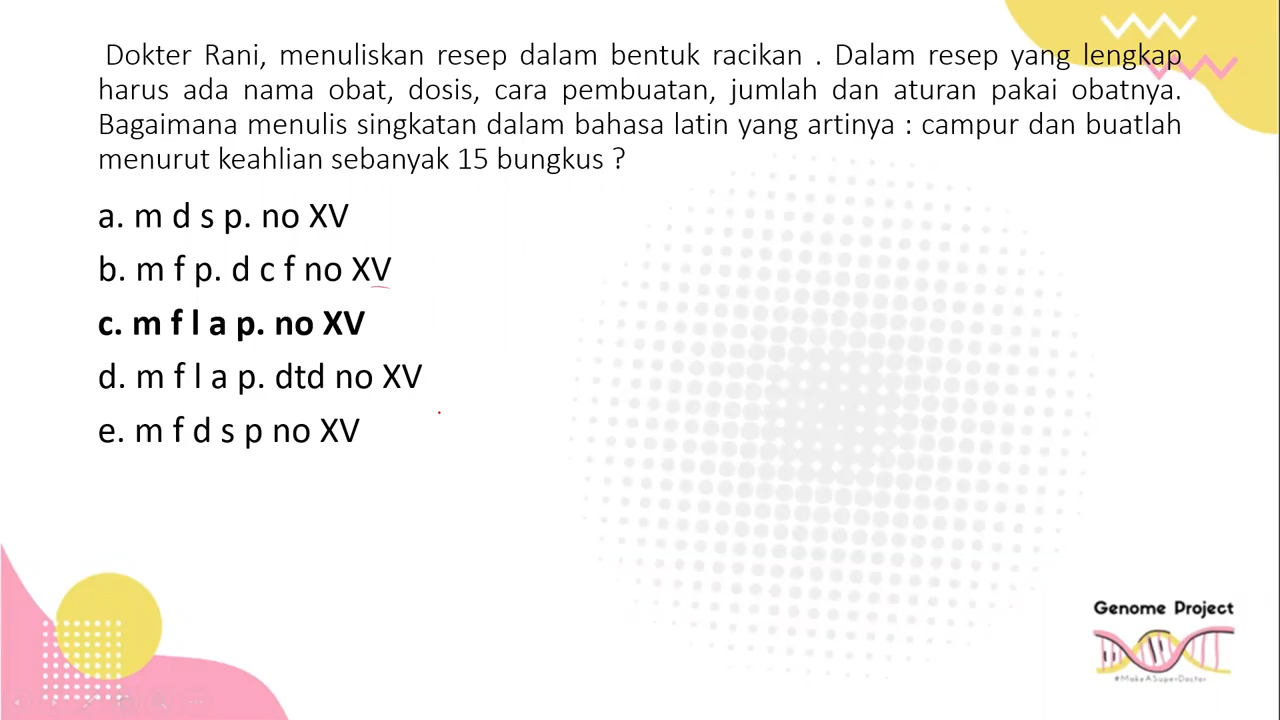 Dokter Rani, menuliskan resep dalam bentuk racikan . Dalam resep yang lengkap
harus ada nama obat, dosis, cara pembuatan, jumlah dan aturan pakai obatnya.
Bagaimana menulis singkatan dalam bahasa latin yang artinya : campur dan buatlah
menurut keahlian sebanyak 15 bungkus ?
a. m d s p. no XV
b. m f p. d c f no XV
c. m f l a p. no XV
d. m f l a p. dtd no XV
e. m f d s p no XV
Genome Project
#MakeASuperDoctor